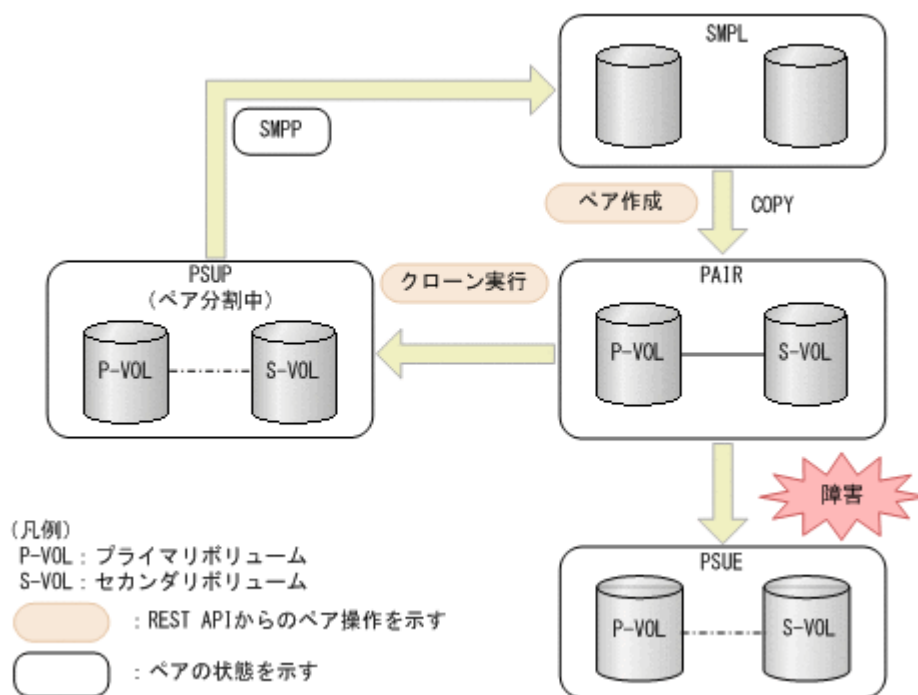 SMPL
SMPP
ペア作成
COPY
PSUP
(ペア分割中)
P-VOL
S-VOL
クローン実行
PAIR
P-VOL
S-VOL
障害
PSUE
P-VOL
S-VOL
(凡例)
P-VOL：プライマリボリューム
S-VOL：セカンダリボリューム
：REST APIからのペア操作を示す
：ペアの状態を示す